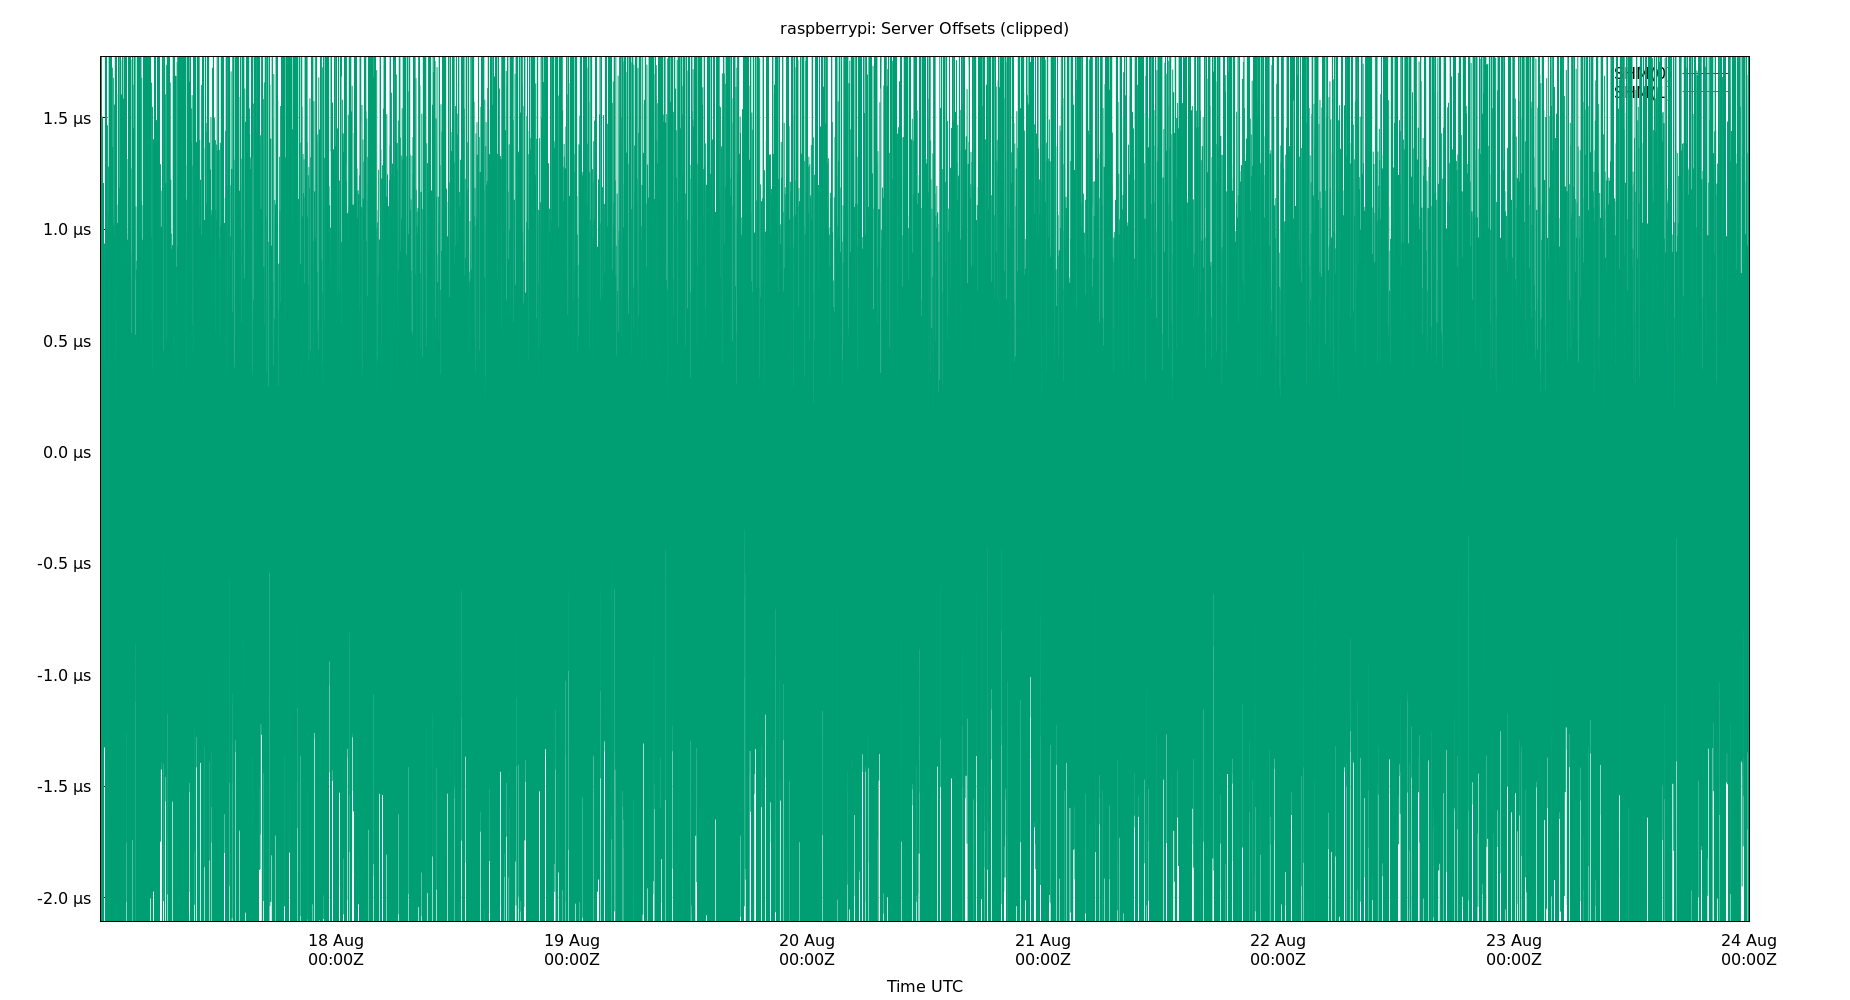 raspberrypi: Server Offsets (clipped)
SHM(0)
1.5 µs
1.0 µs
0.5 µs
0.0 µs
-0.5 µs
-1.0 µs
-1.5 µs
-2.0 µs
18 Aug
00:00Z
19 Aug
00:00Z
20 Aug
00:00Z
21 Aug
00:00Z
22 Aug
00:00Z
23 Aug
00:00Z
24 Aug
00:00Z
Time UTC